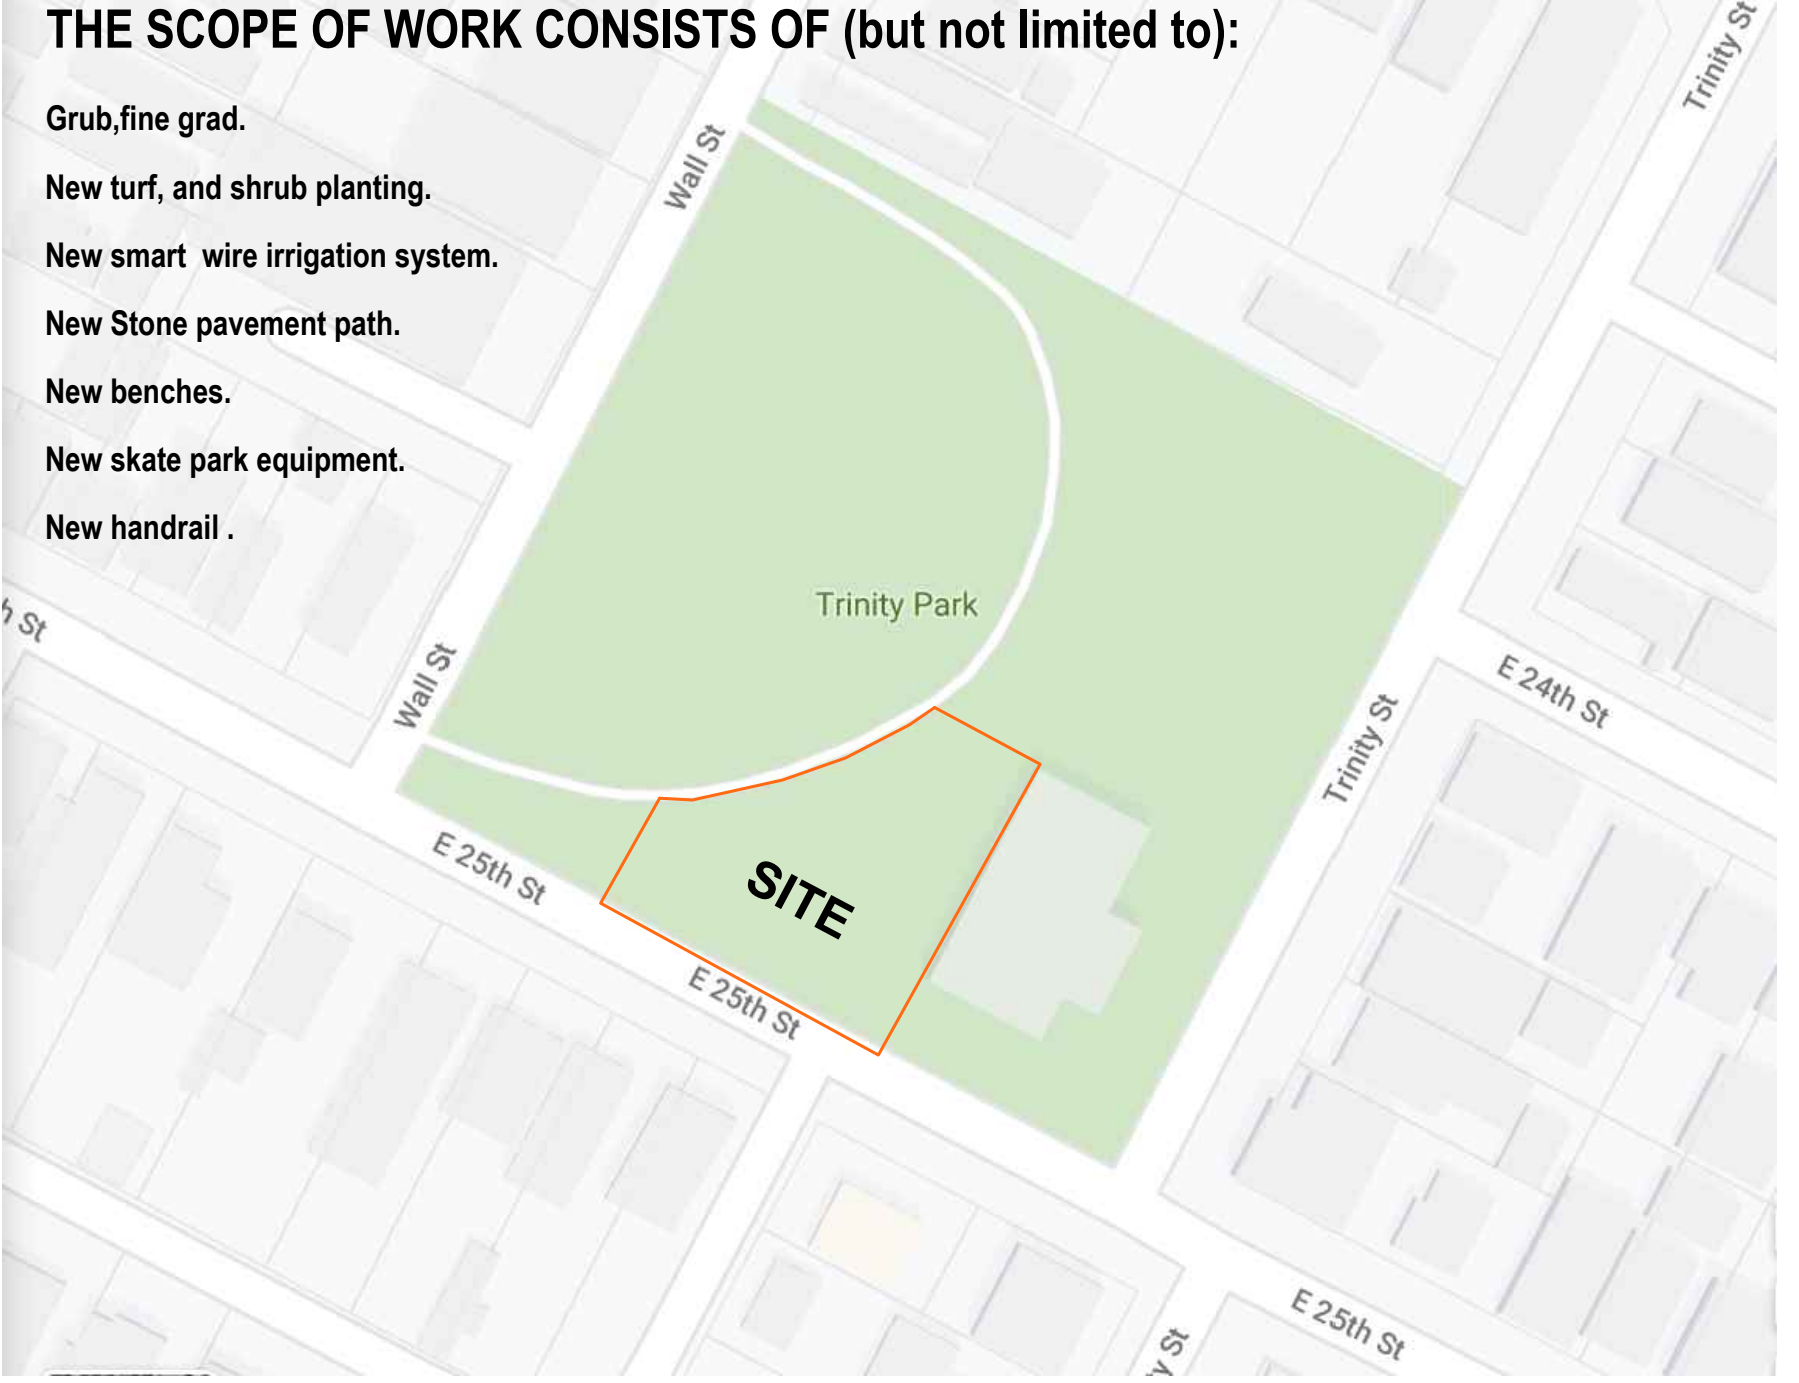 THE SCOPE OF WORK CONSISTS OF (but not limited to):
Grub,fine grad.
New turf, and shrub planting.
New smart  wire irrigation system.
New Stone pavement path.
New benches.
New skate park equipment.
New handrail .
Trinity St
Wall St
Trinity Park
h St
Wall St
E 24th St
Trinity St
E 25th St
SITE
E 25th St
E 25th St
y St